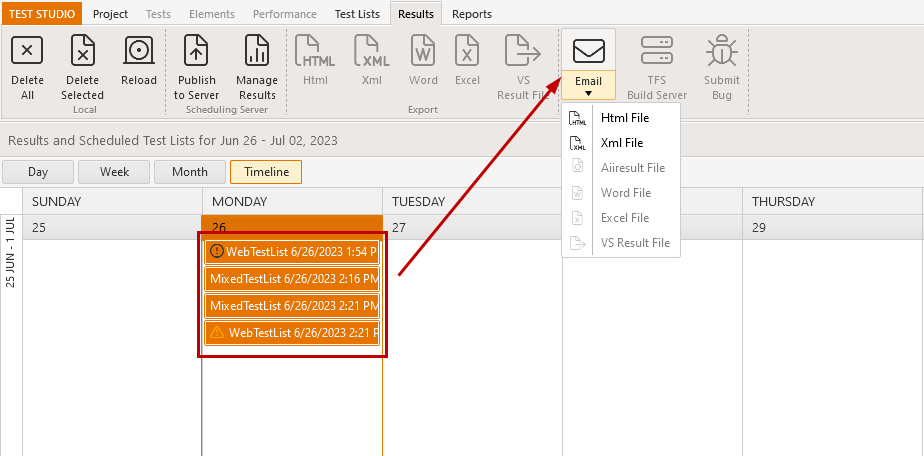 TEST STUDIO Project Tests Elements Performance Test Lists Results Reports
Delete All
Delete Selected
Reload
Local
Publish to Server
Manage Results
Scheduling Server
Html
Xml
Word
Excel
VS Result File
Export
Email
TFS Build Server
Submit Bug
Html File
Xml File
Aiiresult File
Word File
Excel File
VS Result File
Results and Scheduled Test Lists for Jun 26 - Jul 02, 2023
Day Week Month Timeline
SUNDAY MONDAY TUESDAY THURSDAY
25 JUN - 1 JUL
25 26 27 29
WebTestList 6/26/2023 1:54 P
MixedTestList 6/26/2023 2:16 PM
MixedTestList 6/26/2023 2:21 PM
WebTestList 6/26/2023 2:21 P